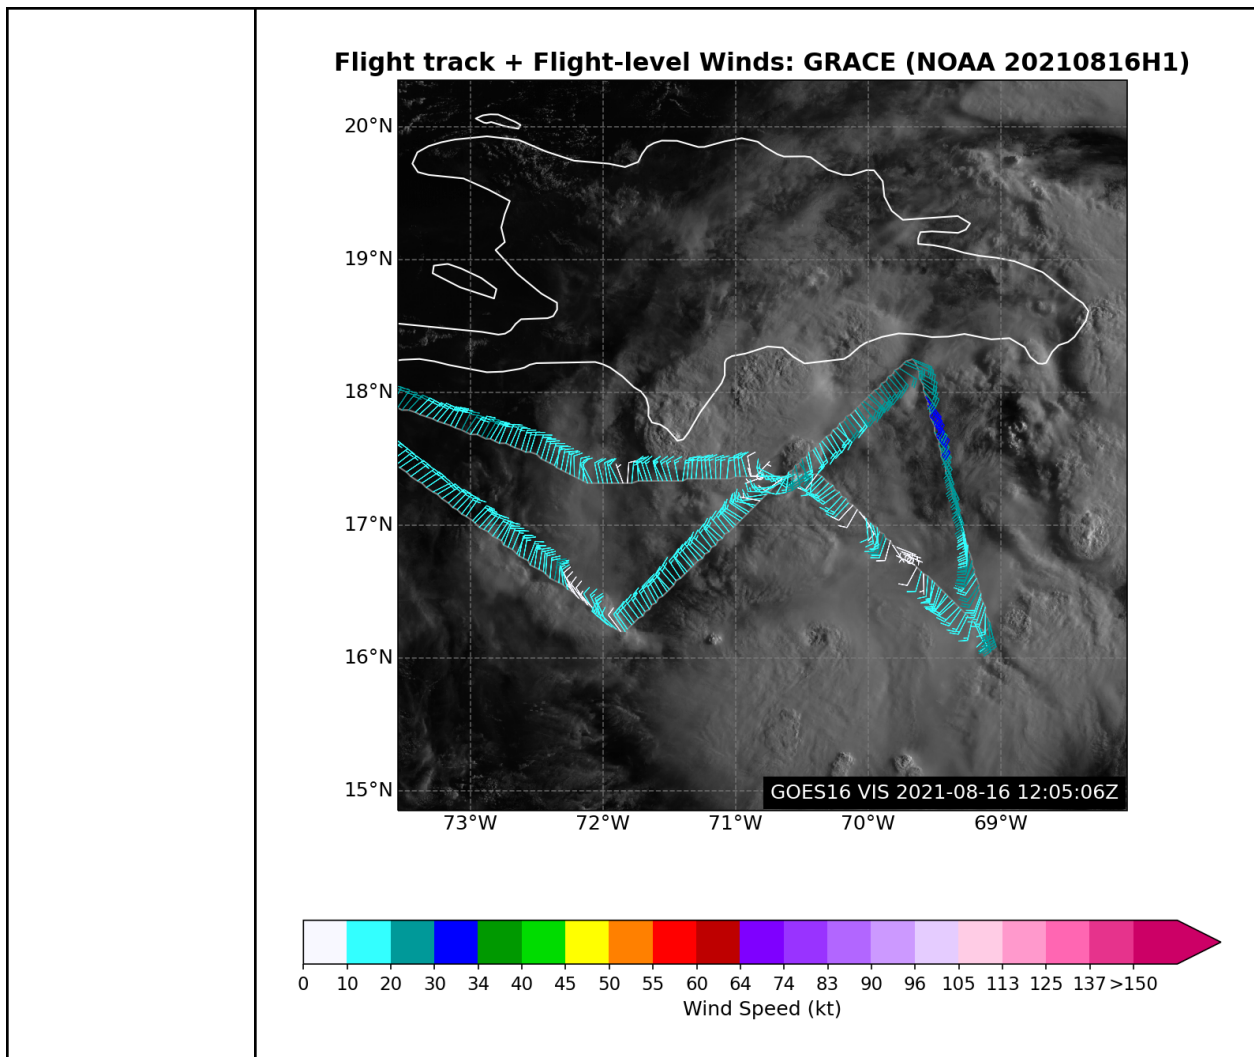 Flight track + Flight-level Winds: GRACE (NOAA 20210816H1)
20°N
19°N
18°N
17°N
16°N
15°N
GOES16 VIS 2021-08-16 12:05:06Z
73°W 72°W 71°W 70°W 69°W
0 10 20 30 34 40 45 50 55 60 64 74 83 90 96 105 113 125 137 >150
Wind Speed (kt)